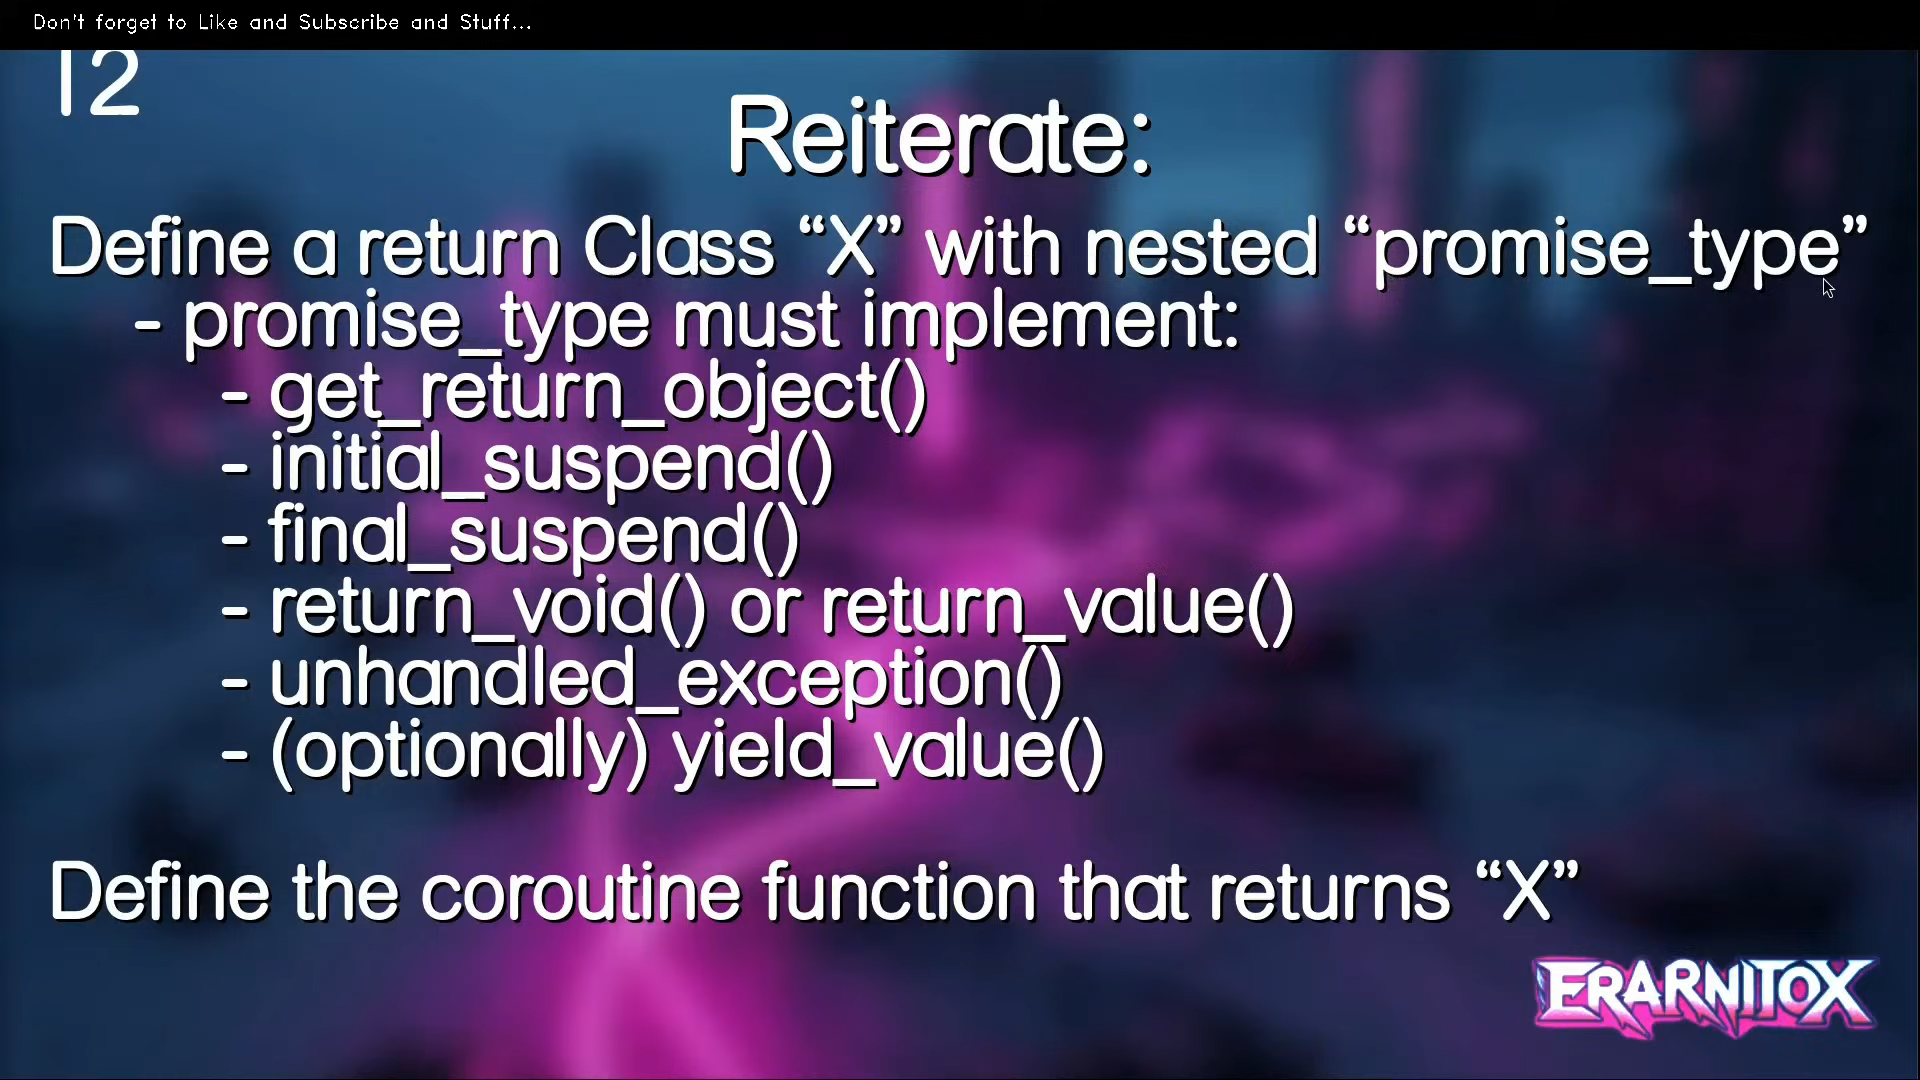 Don't forget to Like and Subscribe and Stuff...
12
Reiterate:
Define a return Class “X” with nested “promise_type”
- promise_type must implement:
- get_return_object()
- initial_suspend()
- final_suspend()
- return_void() or return_value()
- unhandled_exception()
- (optionally) yield_value()
Define the coroutine function that returns “X”
ERARNITOX